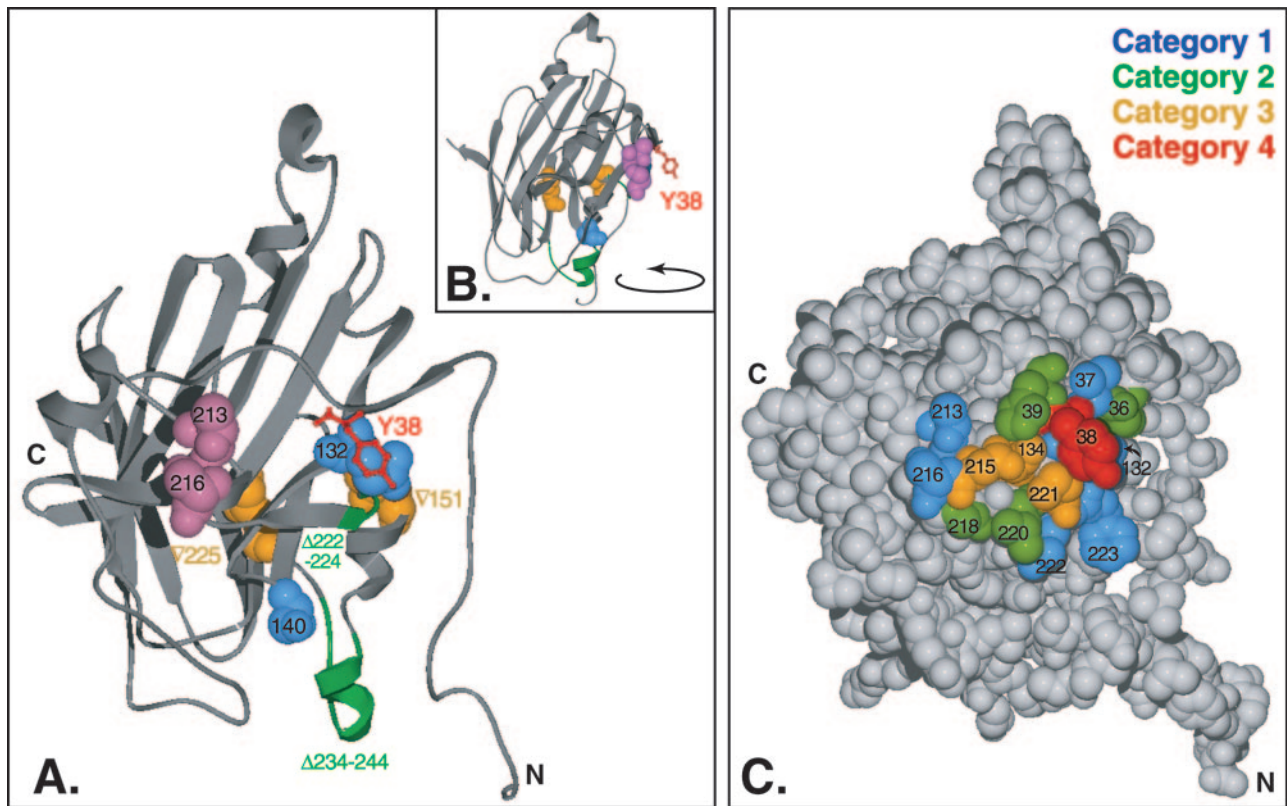 B.
Y38
213
216
C
132
Y38
∇151
∇225
Δ222
-224
140
Δ234-244
N
A.
Category 1
Category 2
Category 3
Category 4
C
37
36
39
213
38
134
132
215
216
221
218
220
222
223
C.
N